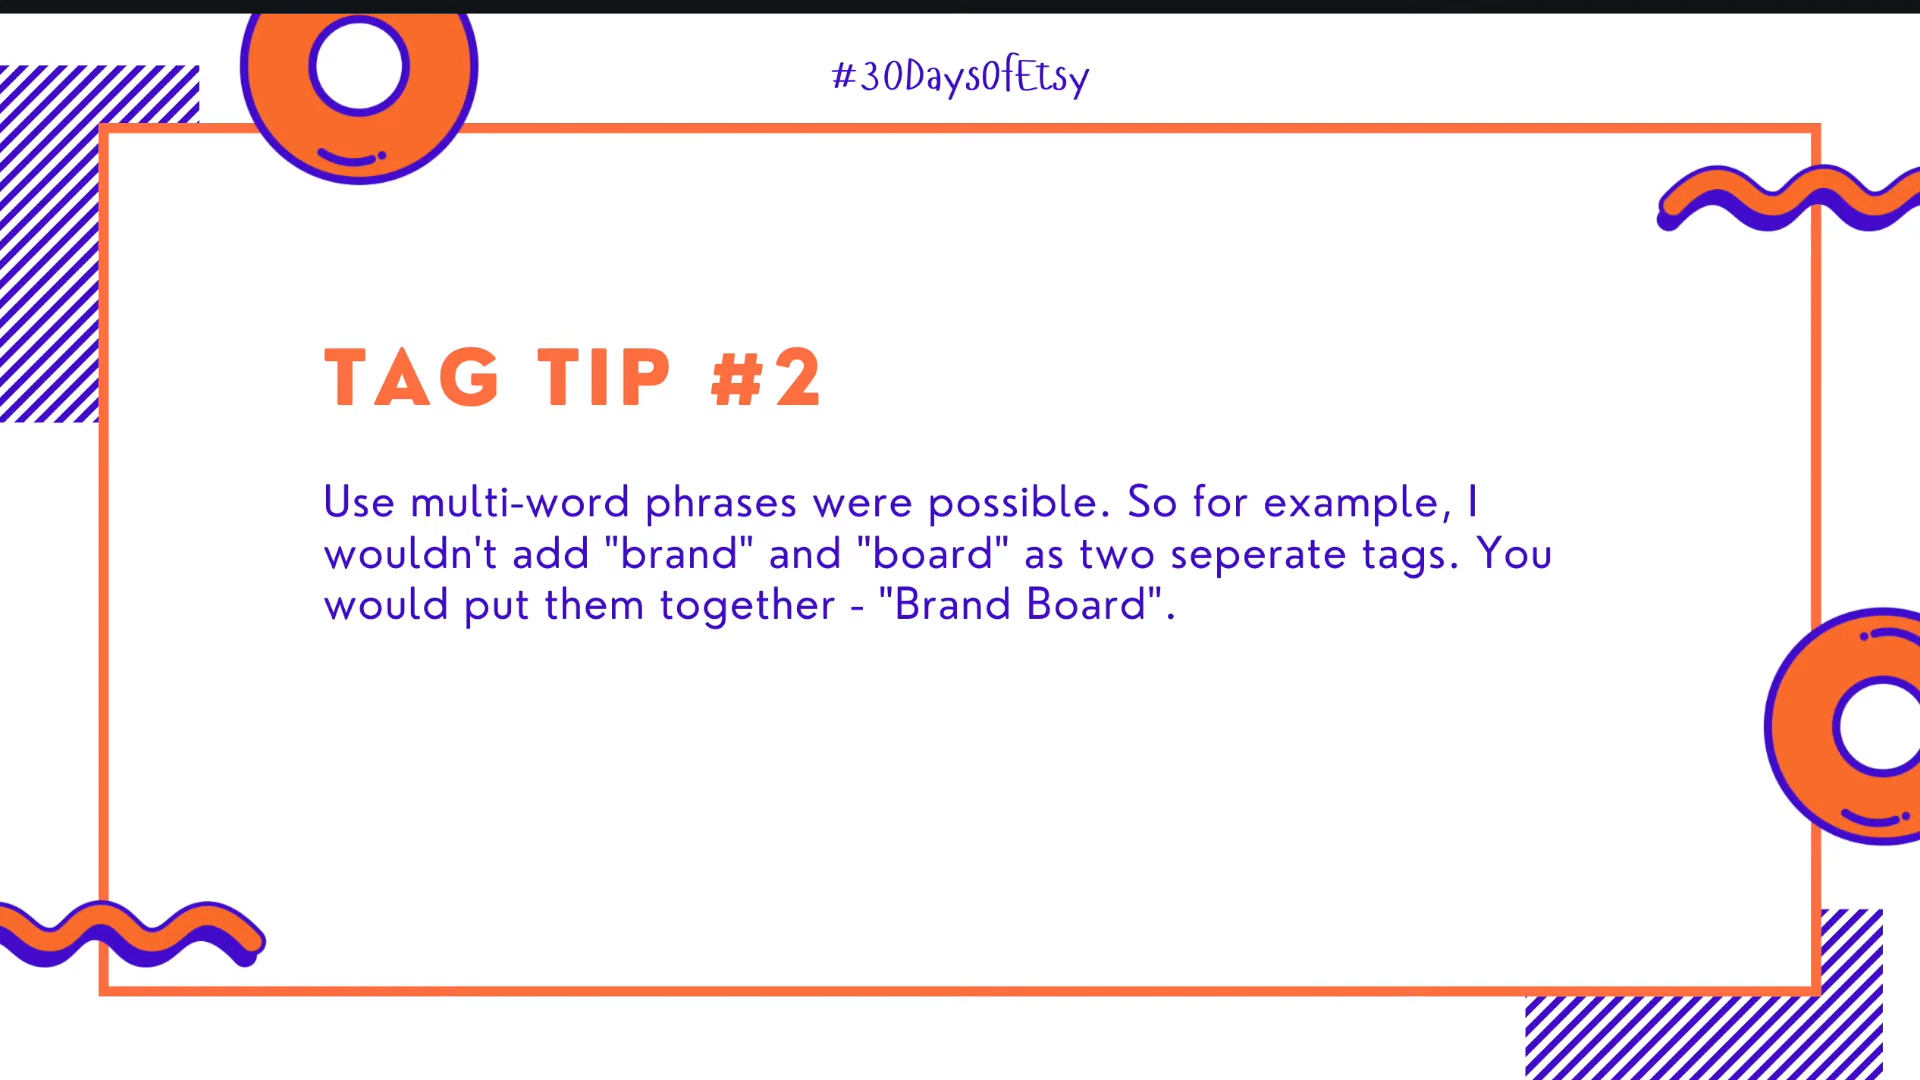 #30DaysOfEtsy
TAG TIP #2
Use multi-word phrases were possible. So for example, I
wouldn't add "brand" and "board" as two seperate tags. You
would put them together - "Brand Board".